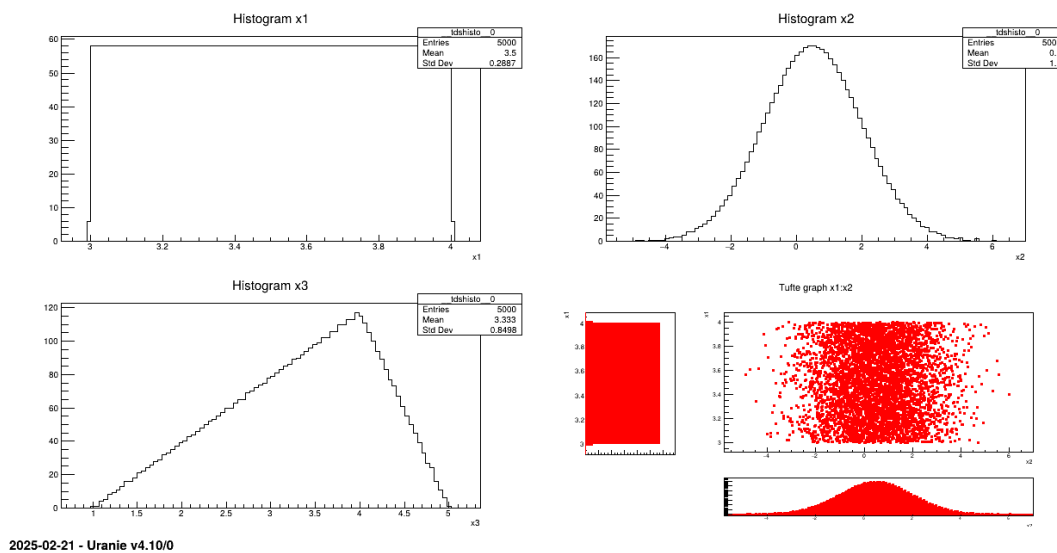 Histogram x1
__tdshisto__0
Entries 5000
Mean 3.5
Std Dev 0.2887
60
50
40
30
20
10
0
3 3.2 3.4 3.6 3.8 4
x1
Histogram x2
__tdshisto__0
Entries 500
Mean 0.
Std Dev 1.
160
140
120
100
80
60
40
20
0
−4 −2 0 2 4 6
x2
Histogram x3
__tdshisto__0
Entries 5000
Mean 3.333
Std Dev 0.8498
120
100
80
60
40
20
0
1 1.5 2 2.5 3 3.5 4 4.5 5
x3
Tufte graph x1:x2
x1
4
3.8
3.6
3.4
3.2
3
x1
4
3.8
3.6
3.4
3.2
3
−4 −2 0 2 4 6
x2
2025-02-21 - Uranie v4.10/0